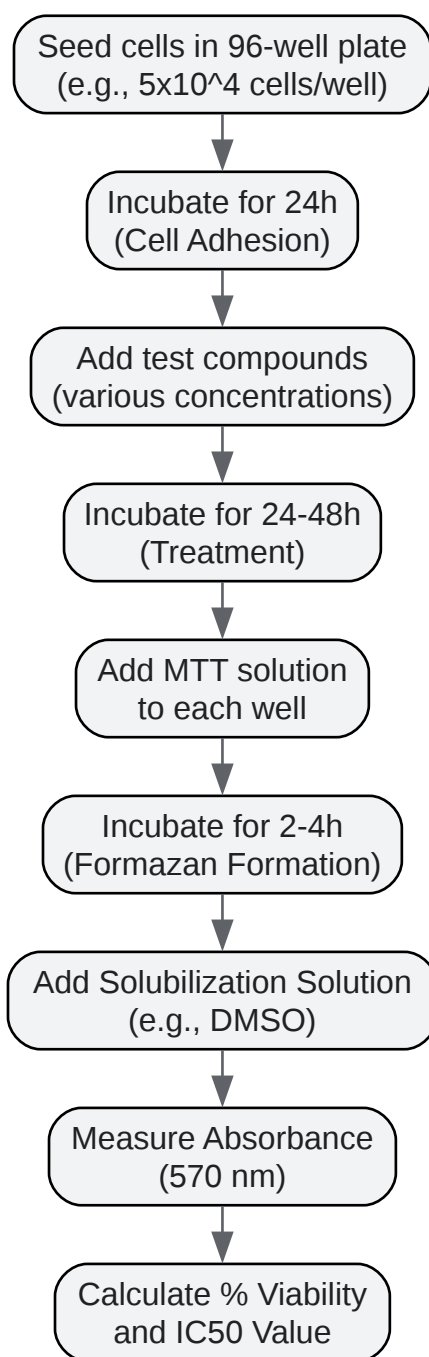 Seed cells in 96-well plate
(e.g., 5x10^4 cells/well)
Incubate for 24h
(Cell Adhesion)
Add test compounds
(various concentrations)
Incubate for 24-48h
(Treatment)
Add MTT solution
to each well
Incubate for 2-4h
(Formazan Formation)
Add Solubilization Solution
(e.g., DMSO)
Measure Absorbance
(570 nm)
Calculate % Viability
and IC50 Value